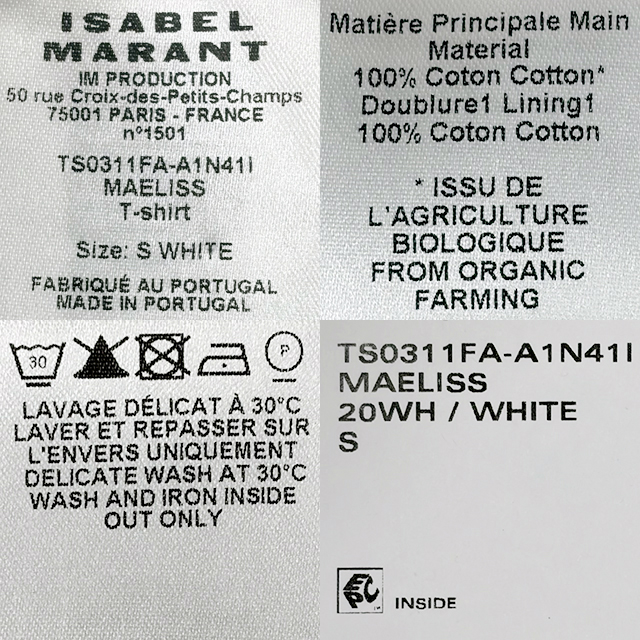 ISABEL
MARANT
IM PRODUCTION
50 rue Croix-des-Petits-Champs
75001 PARIS - FRANCE
n°1501
TS0311FA-A1N41I
MAELISS
T-shirt
Size: S WHITE
FABRIQUÉ AU PORTUGAL
MADE IN PORTUGAL
Matière Principale Main
Material
100% Coton Cotton*
Doublure1 Lining1
100% Coton Cotton
* ISSU DE
L'AGRICULTURE
BIOLOGIQUE
FROM ORGANIC
FARMING
30 P
LAVAGE DÉLICAT À 30°C
LAVER ET REPASSER SUR
L'ENVERS UNIQUEMENT
DELICATE WASH AT 30°C
WASH AND IRON INSIDE
OUT ONLY
TS0311FA-A1N41I
MAELISS
20WH / WHITE
S
EPC INSIDE